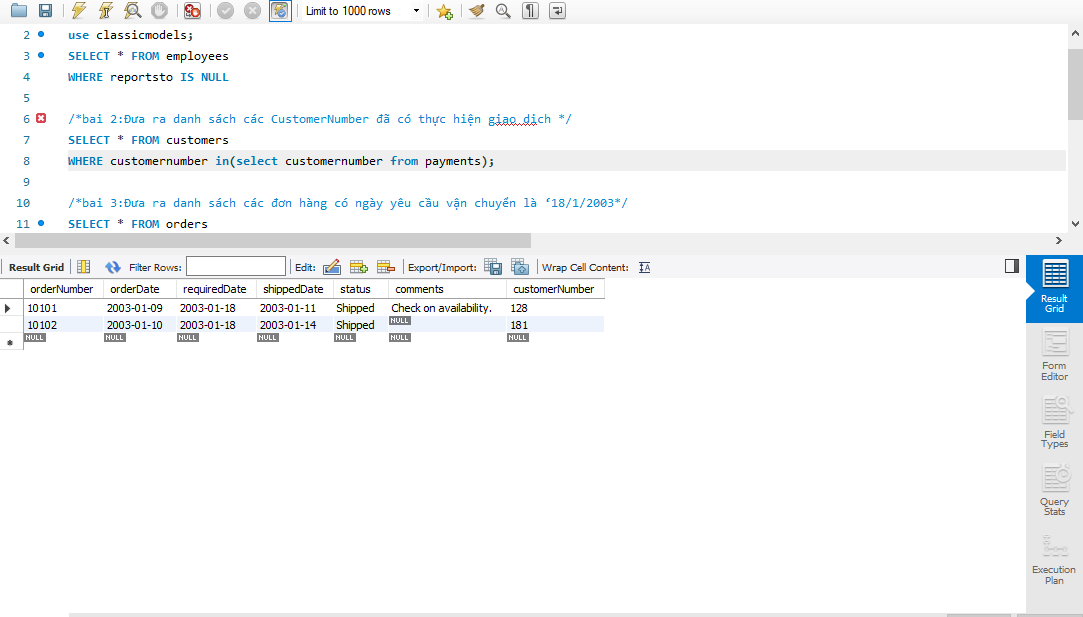 Limit to 1000 rows
2 use classicmodels;
3 SELECT * FROM employees
4 WHERE reportsto IS NULL
5
6 /*bai 2:Đưa ra danh sách các CustomerNumber đã có thực hiện giao dịch */
7 SELECT * FROM customers
8 WHERE customernumber in(select customernumber from payments);
9
10 /*bai 3:Đưa ra danh sách các đơn hàng có ngày yêu cầu vận chuyển là ‘18/1/2003*/
11 SELECT * FROM orders
Result Grid Filter Rows: Edit: Export/Import: Wrap Cell Content: IA
orderNumber orderDate requiredDate shippedDate status comments customerNumber
10101 2003-01-09 2003-01-18 2003-01-11 Shipped Check on availability. 128
10102 2003-01-10 2003-01-18 2003-01-14 Shipped NULL 181
NULL NULL NULL NULL NULL NULL NULL
Result
Grid
Form
Editor
Field
Types
Query
Stats
Execution
Plan